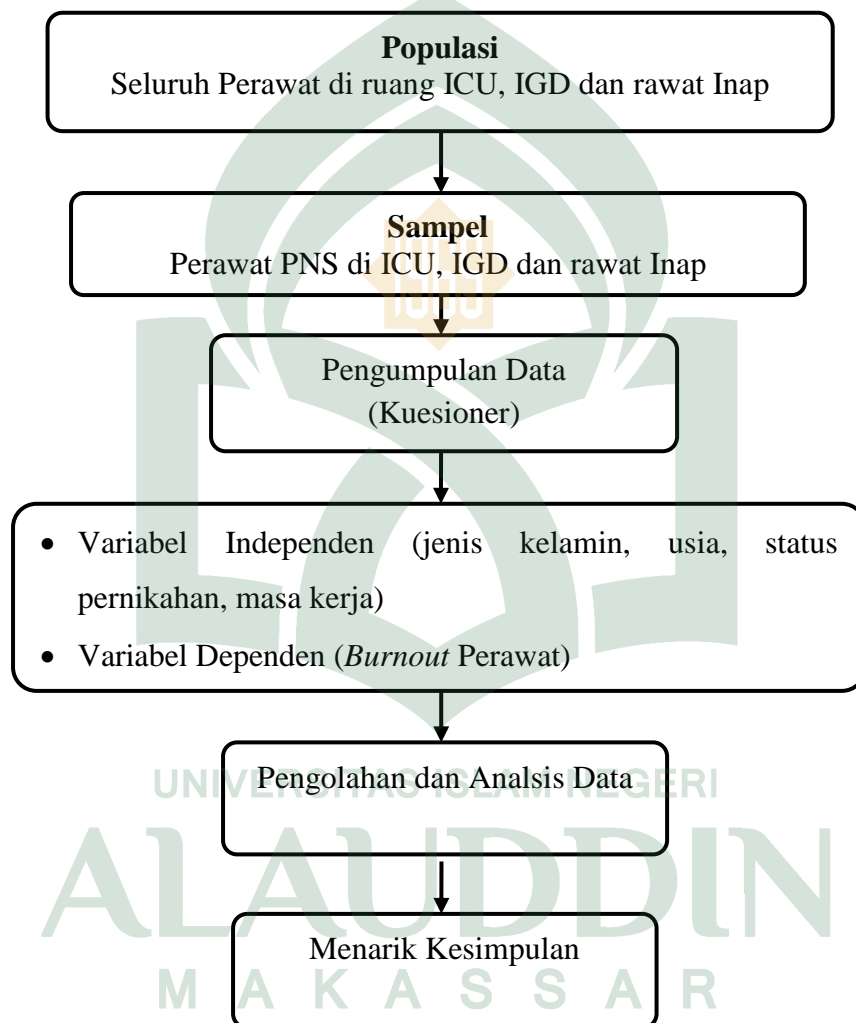 Populasi
Seluruh Perawat di ruang ICU, IGD dan rawat Inap
Sampel
Perawat PNS di ICU, IGD dan rawat Inap
1965
Pengumpulan Data
(Kuesioner)
• Variabel Independen (jenis kelamin, usia, status
pernikahan, masa kerja)
• Variabel Dependen (Burnout Perawat)
Pengolahan dan Analsis Data
UNIVERSITAS ISLAM NEGERI
ALAUDDIN
Menarik Kesimpulan
MAKASSAR